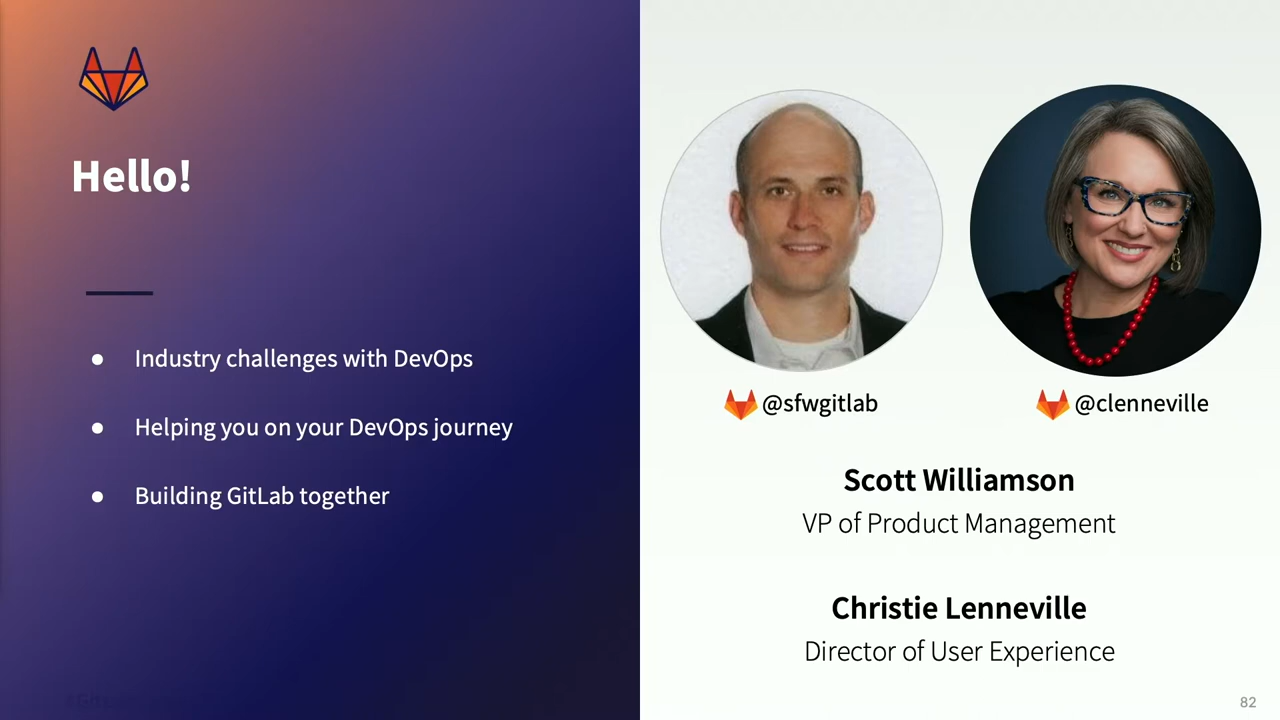 Hello!
Industry challenges with DevOps
Helping you on your DevOps journey
Building GitLab together
@sfwgitlab
@clenneville
Scott Williamson
VP of Product Management
Christie Lenneville
Director of User Experience
82